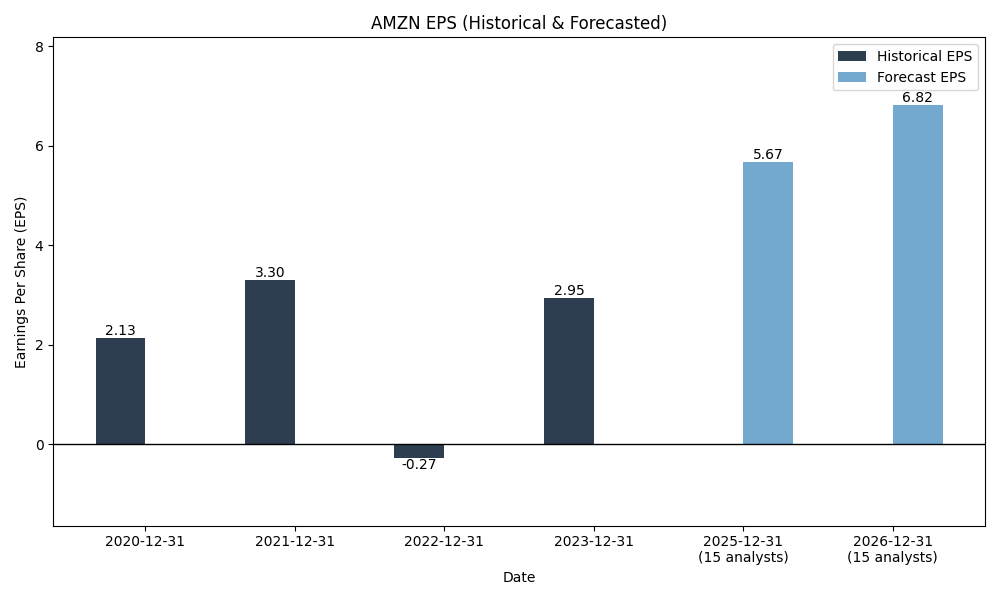 AMZN EPS (Historical & Forecasted)
Historical EPS
Forecast EPS
Earnings Per Share (EPS)
8
6
4
2
0
2.13
3.30
-0.27
2.95
5.67
6.82
2020-12-31
2021-12-31
2022-12-31
2023-12-31
2025-12-31
(15 analysts)
2026-12-31
(15 analysts)
Date